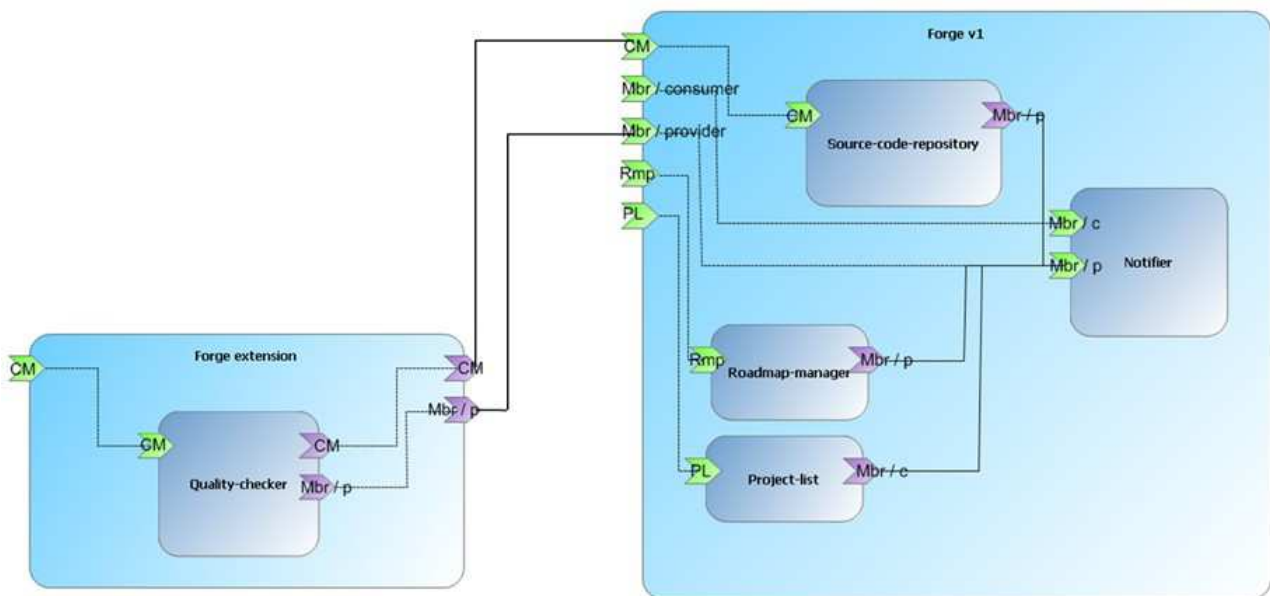 Forge v1
CM
Mbr / consumer
Mbr / provider
Rmp
PL
CM
Mbr / p
Source-code-repository
Mbr / c
Mbr / p
Notifier
Rmp
Mbr / p
Roadmap-manager
PL
Mbr / c
Project-list
Forge extension
CM
CM
Mbr / p
CM
CM
Mbr / p
Quality-checker